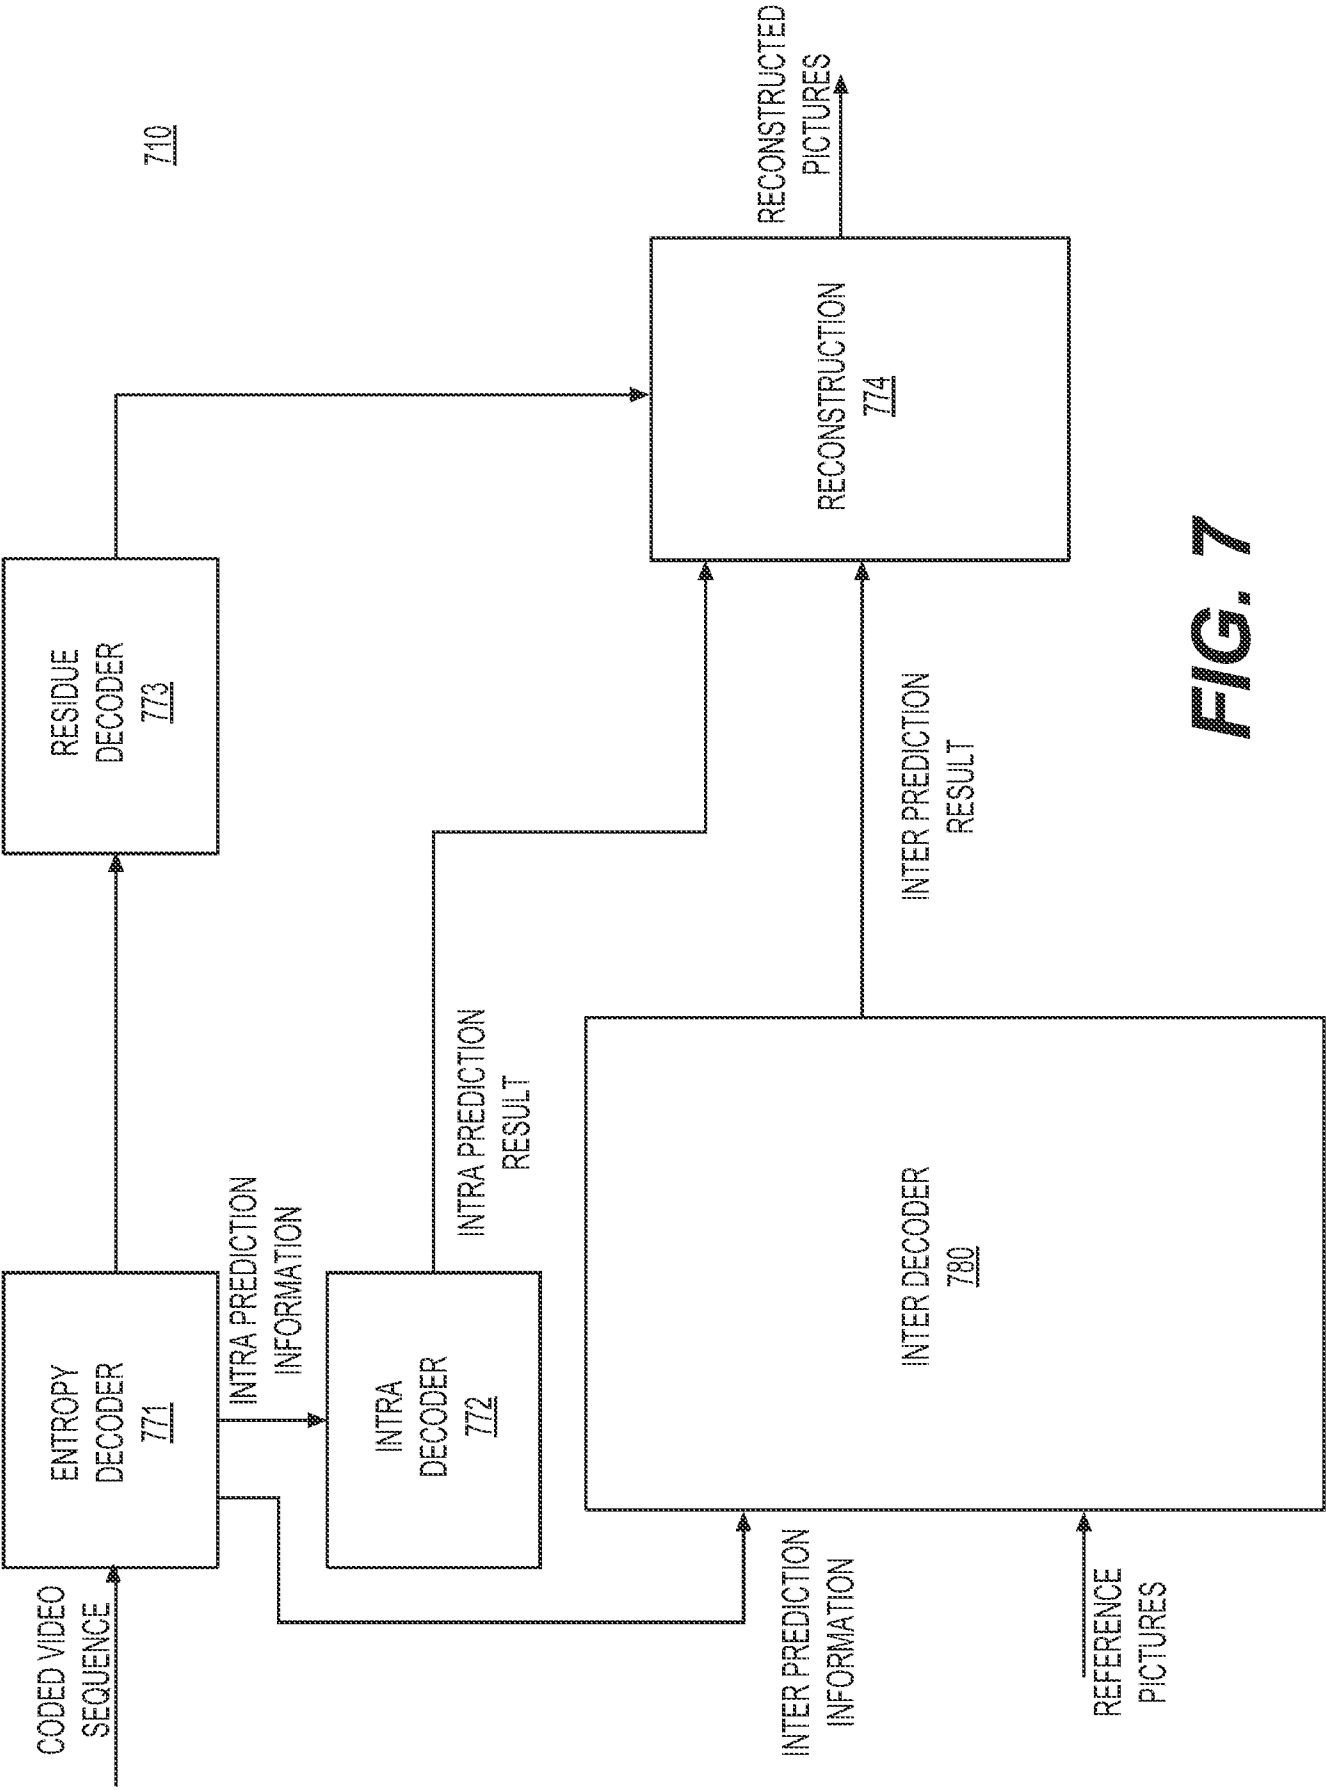 710
CODED VIDEO
SEQUENCE
ENTROPY
DECODER
771
RESIDUE
DECODER
773
INTRA PREDICTION
INFORMATION
INTRA
DECODER
772
INTRA PREDICTION
RESULT
INTER PREDICTION
INFORMATION
REFERENCE
PICTURES
INTER DECODER
780
INTER PREDICTION
RESULT
RECONSTRUCTION
774
RECONSTRUCTED
PICTURES
FIG. 7